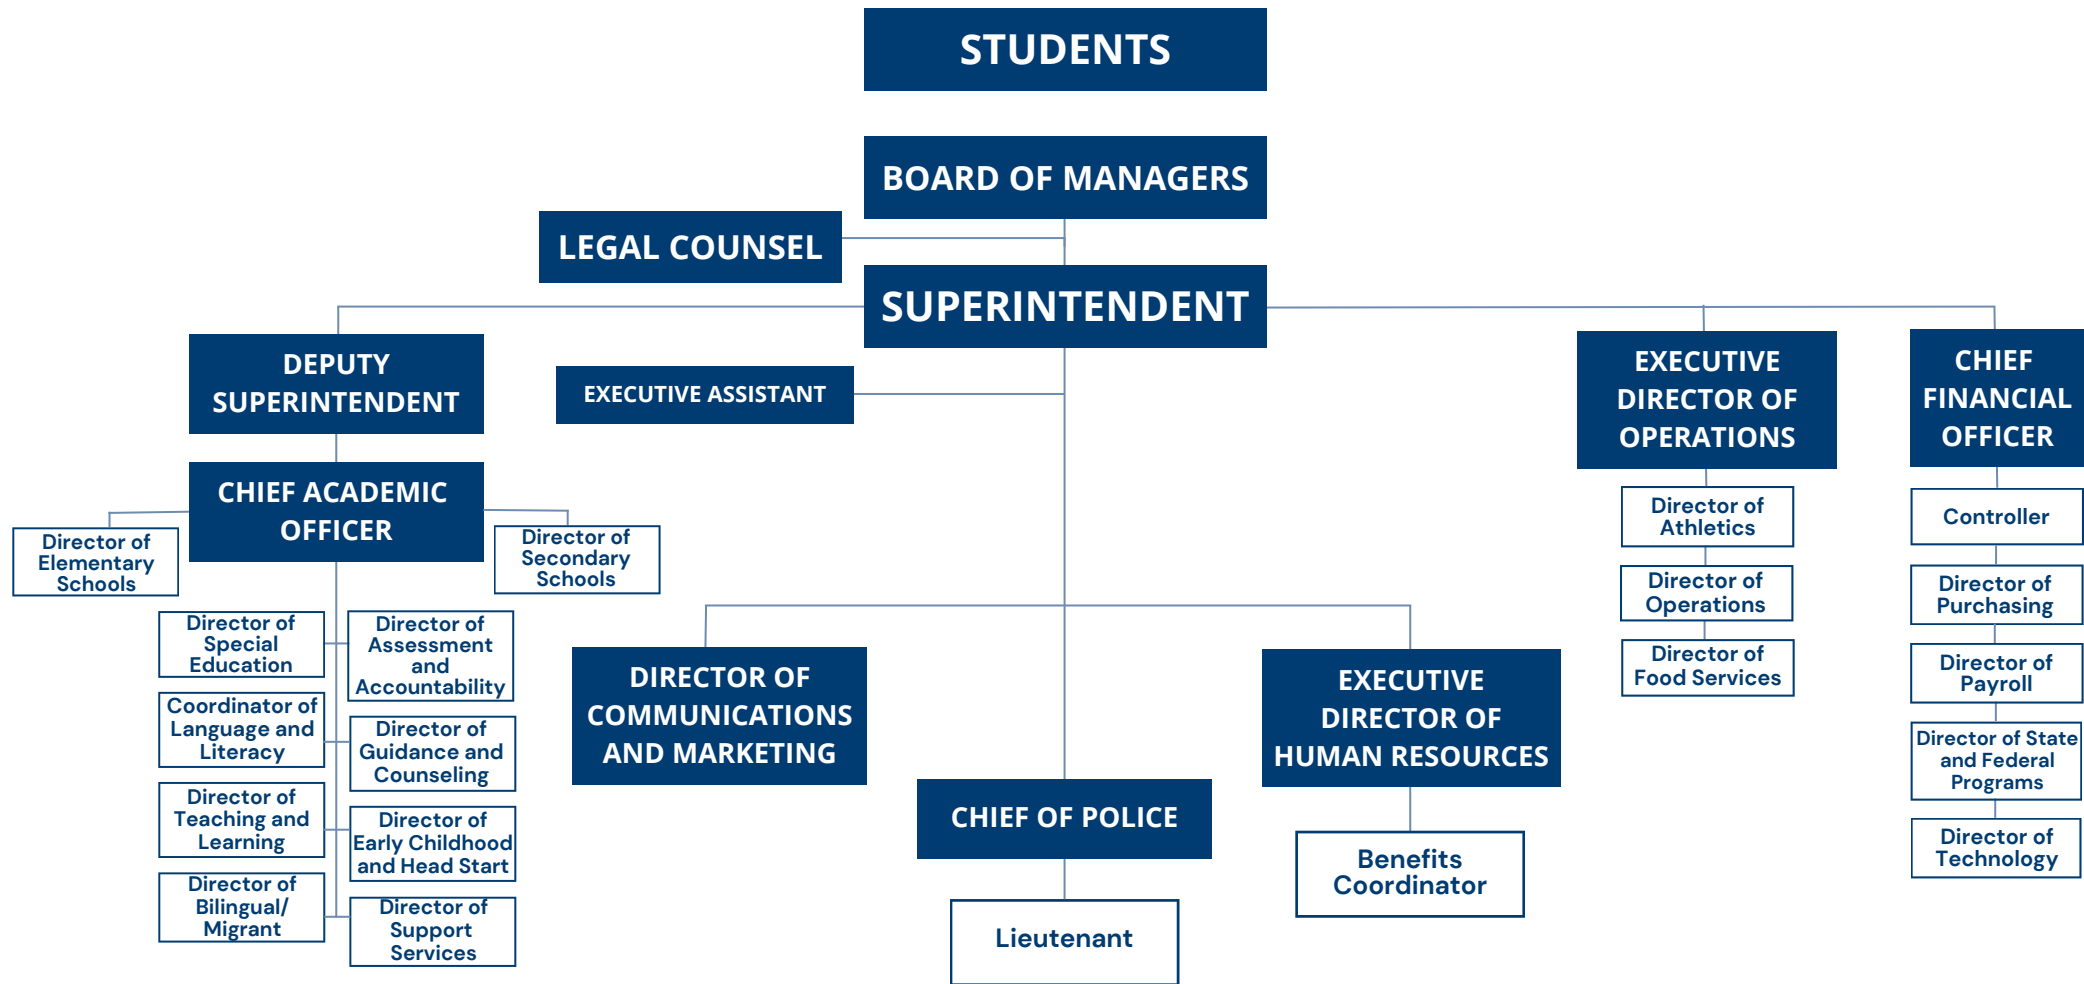 STUDENTS
BOARD OF MANAGERS
LEGAL COUNSEL
SUPERINTENDENT
DEPUTY
SUPERINTENDENT
EXECUTIVE ASSISTANT
EXECUTIVE
DIRECTOR OF
OPERATIONS
CHIEF
FINANCIAL
OFFICER
CHIEF ACADEMIC
OFFICER
Director of
Elementary
Schools
Director of
Secondary
Schools
Director of
Special
Education
Director of
Assessment
and
Accountability
Coordinator of
Language and
Literacy
Director of
Guidance and
Counseling
Director of
Teaching and
Learning
Director of
Early Childhood
and Head Start
Director of
Bilingual/
Migrant
Director of
Support
Services
DIRECTOR OF
COMMUNICATIONS
AND MARKETING
CHIEF OF POLICE
Lieutenant
EXECUTIVE
DIRECTOR OF
HUMAN RESOURCES
Benefits
Coordinator
Director of
Athletics
Director of
Operations
Director of
Food Services
Controller
Director of
Purchasing
Director of
Payroll
Director of State
and Federal
Programs
Director of
Technology